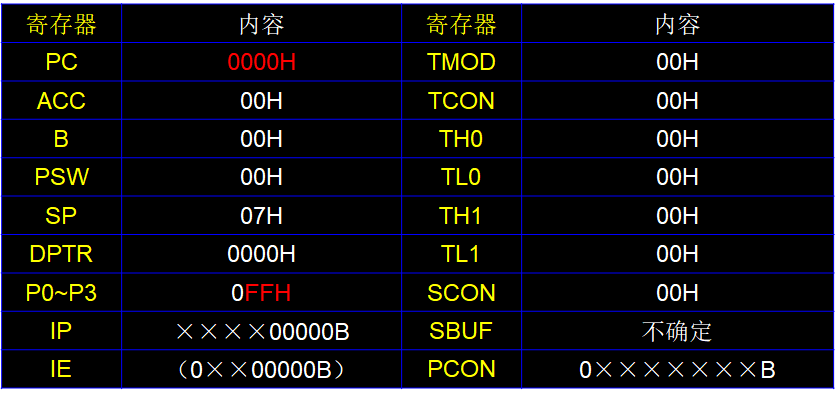 寄存器 内容 寄存器 内容
PC 0000H TMOD 00H
ACC 00H TCON 00H
B 00H TH0 00H
PSW 00H TL0 00H
SP 07H TH1 00H
DPTR 0000H TL1 00H
P0~P3 0FFH SCON 00H
IP ××××00000B SBUF 不确定
IE （0××00000B） PCON 0×××××××B